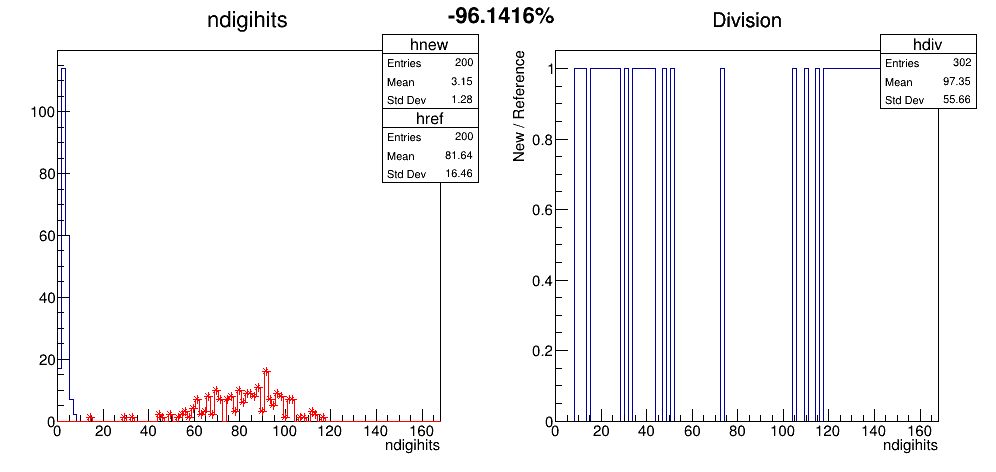 -96.1416%
ndigihits
hnew
Entries 200
Mean 3.15
Std Dev 1.28
href
Entries 200
Mean 81.64
Std Dev 16.46
100
80
60
40
20
0
0 20 40 60 80 100 120 140 160
ndigihits
Division
hdiv
Entries 302
Mean 97.35
Std Dev 55.66
New / Reference
1
0.8
0.6
0.4
0.2
0
0 20 40 60 80 100 120 140 160
ndigihits